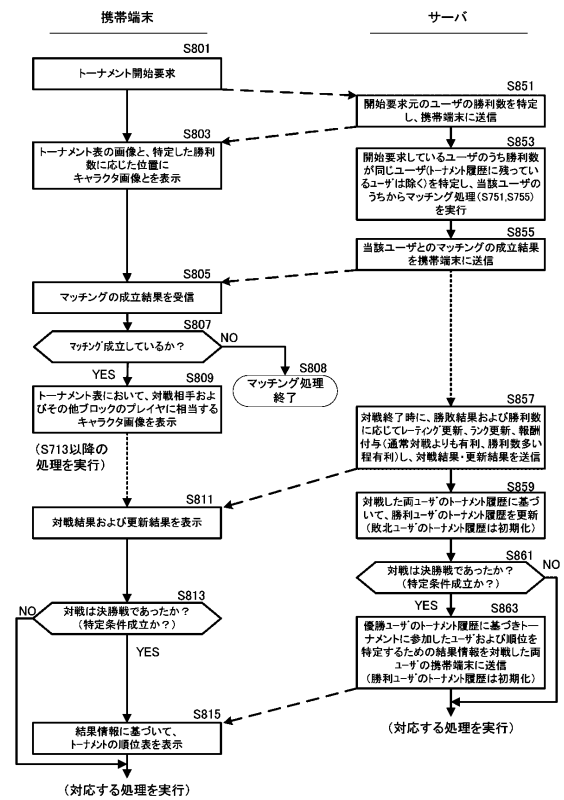 携帯端末
サーバ
S801
トーナメント開始要求
S851
開始要求元のユーザの勝利数を特定
し、携帯端末に送信
S803
トーナメント表の画像と、特定した勝利
数に応じた位置に
キャラクタ画像とを表示
S853
開始要求しているユーザのうち勝利数
が同じユーザ(トーナメント履歴に残ってい
るユーザは除く)を特定し、当該ユーザの
うちからマッチング処理(S751,S755)
を実行
S855
当該ユーザとのマッチングの成立結果
を携帯端末に送信
S805
マッチングの成立結果を受信
S807
マッチング成立しているか?
NO
YES
S808
マッチング処理
終了
S809
トーナメント表において、対戦相手およ
びその他ブロックのプレイヤに相当する
キャラクタ画像を表示
(S713以降の
処理を実行)
S857
対戦終了時に、勝敗結果および勝利数
に応じてレーティング更新、ランク更新、報酬
付与(通常対戦よりも有利、勝利数多い
程有利)し、対戦結果・更新結果を送信
S811
対戦結果および更新結果を表示
S859
対戦した両ユーザのトーナメント履歴に基づ
いて、勝利ユーザのトーナメント履歴を更新
(敗北ユーザのトーナメント履歴は初期化)
S861
対戦は決勝戦であったか?
(特定条件成立か?)
NO
YES
S813
対戦は決勝戦であったか?
(特定条件成立か?)
NO
YES
S863
優勝ユーザのトーナメント履歴に基づきトー
ナメントに参加したユーザおよび順位を
特定するための結果情報を対戦した両
ユーザの携帯端末に送信
(勝利ユーザのトーナメント履歴は初期化)
S815
結果情報に基づいて、
トーナメントの順位表を表示
(対応する処理を実行)
(対応する処理を実行)